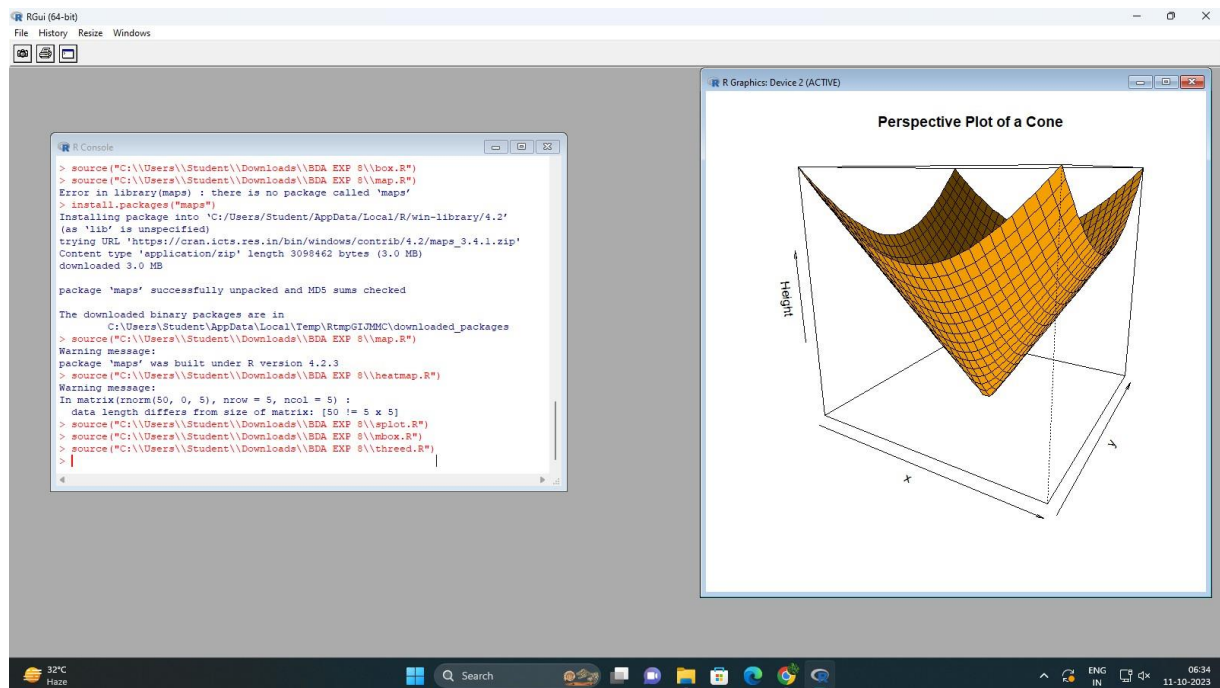 RGui (64-bit)
File History Resize Windows
R Console
> source("C:\\Users\\Student\\Downloads\\BDA EXP 8\\box.R")
> source("C:\\Users\\Student\\Downloads\\BDA EXP 8\\map.R")
Error in library(maps) : there is no package called ‘maps’
> install.packages("maps")
Installing package into ‘C:/Users/Student/AppData/Local/R/win-library/4.2’
(as ‘lib’ is unspecified)
trying URL 'https://cran.icts.res.in/bin/windows/contrib/4.2/maps_3.4.1.zip'
Content type 'application/zip' length 3098462 bytes (3.0 MB)
downloaded 3.0 MB
package ‘maps’ successfully unpacked and MD5 sums checked
The downloaded binary packages are in
C:\Users\Student\AppData\Local\Temp\RtmpGIJMMC\downloaded_packages
> source("C:\\Users\\Student\\Downloads\\BDA EXP 8\\map.R")
Warning message:
package ‘maps’ was built under R version 4.2.3
> source("C:\\Users\\Student\\Downloads\\BDA EXP 8\\heatmap.R")
Warning message:
In matrix(rnorm(50, 0, 5), nrow = 5, ncol = 5) :
data length differs from size of matrix: [50 != 5 x 5]
> source("C:\\Users\\Student\\Downloads\\BDA EXP 8\\splot.R")
> source("C:\\Users\\Student\\Downloads\\BDA EXP 8\\mbox.R")
> source("C:\\Users\\Student\\Downloads\\BDA EXP 8\\threed.R")
>
R Graphics: Device 2 (ACTIVE)
Perspective Plot of a Cone
Height
x
y
32°C
Haze
Search
ENG
IN
06:34
11-10-2023